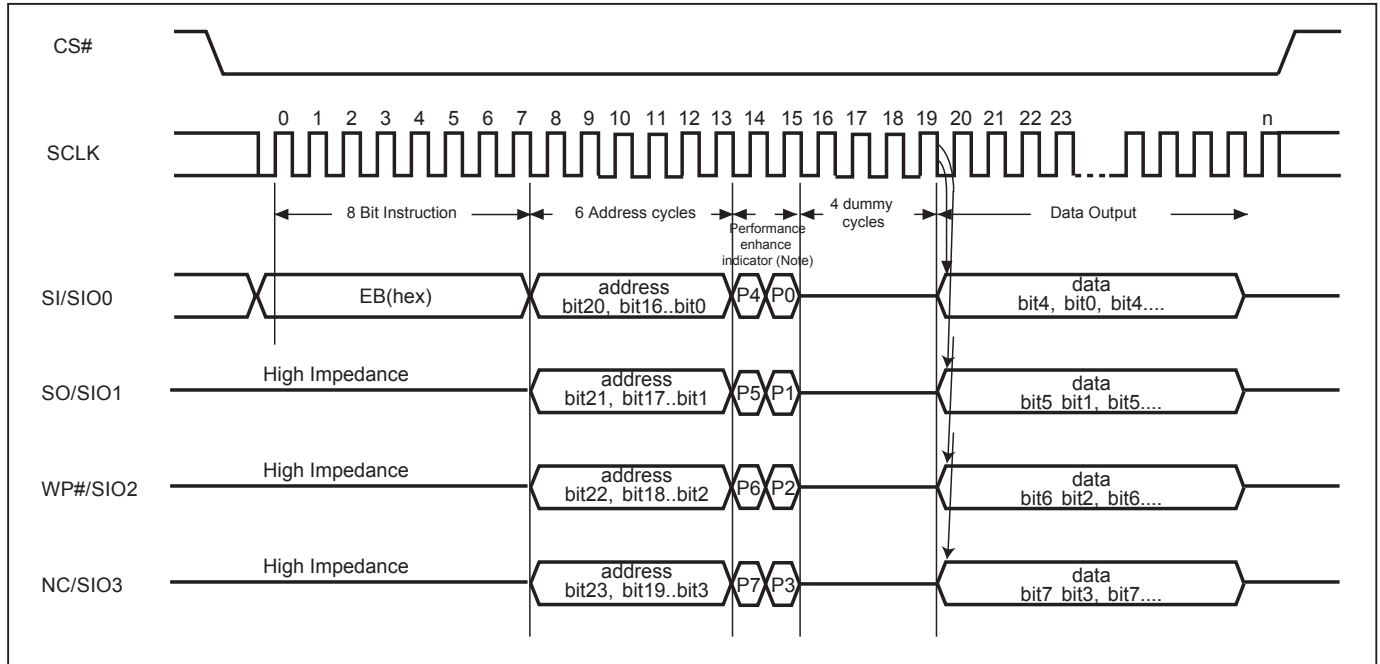 CS#
0 1 2 3 4 5 6 7 8 9 10 11 12 13 14 15 16 17 18 19 20 21 22 23 n
SCLK
8 Bit Instruction
6 Address cycles
Performance
enhance
indicator (Note)
4 dummy
cycles
Data Output
SI/SIO0
EB(hex)
address
bit20, bit16..bit0
P4 P0
data
bit4, bit0, bit4....
SO/SIO1
High Impedance
address
bit21, bit17..bit1
P5 P1
data
bit5 bit1, bit5....
WP#/SIO2
High Impedance
address
bit22, bit18..bit2
P6 P2
data
bit6 bit2, bit6....
NC/SIO3
High Impedance
address
bit23, bit19..bit3
P7 P3
data
bit7 bit3, bit7....